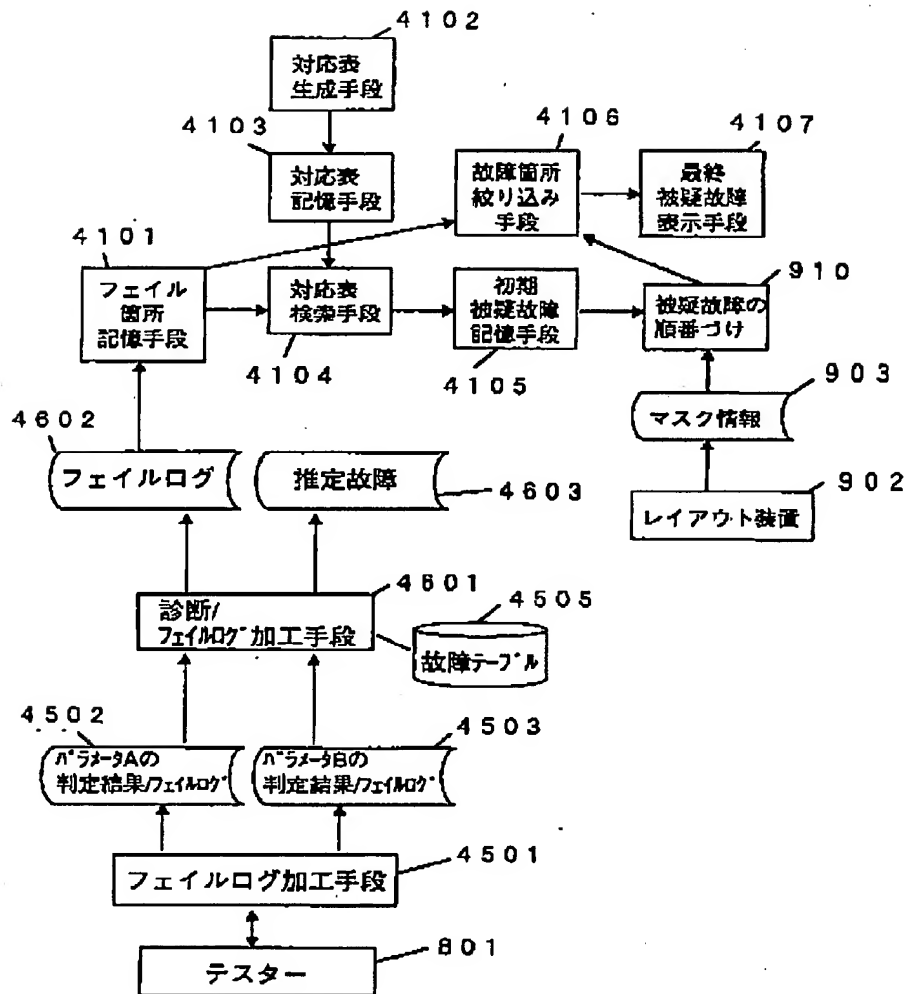 4102
対応表
生成手段
4103
対応表
記憶手段
4106
故障箇所
絞り込み
手段
4107
最終
被疑故障
表示手段
4101
フェイル
箇所
記憶手段
対応表
検索手段
4104
初期
被疑故障
記憶手段
4105
910
被疑故障の
順番づけ
903
マスク情報
902
レイアウト装置
4602
フェイルログ
推定故障
4603
4601
診断/
フェイルログ加工手段
4505
故障テーブル
4502
パラメータAの
判定結果/フェイルログ
4503
パラメータBの
判定結果/フェイルログ
4501
フェイルログ加工手段
801
テスター